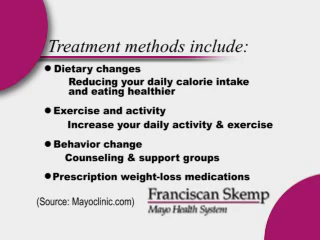 Treatment methods include:
● Dietary changes
Reducing your daily calorie intake
and eating healthier
● Exercise and activity
Increase your daily activity & exercise
● Behavior change
Counseling & support groups
● Prescription weight-loss medications
(Source: Mayoclinic.com)
Franciscan Skemp
Mayo Health System